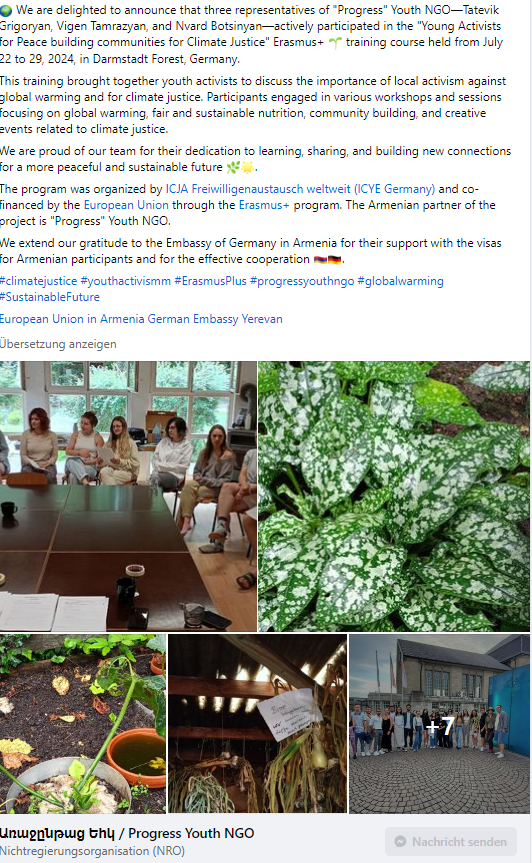 🌍 We are delighted to announce that three representatives of "Progress" Youth NGO—Tatevik
Grigoryan, Vigen Tamrazyan, and Nvard Botsinyan—actively participated in the "Young Activists
for Peace building communities for Climate Justice" Erasmus+ 🌱 training course held from July
22 to 29, 2024, in Darmstadt Forest, Germany.
This training brought together youth activists to discuss the importance of local activism against
global warming and for climate justice. Participants engaged in various workshops and sessions
focusing on global warming, fair and sustainable nutrition, community building, and creative
events related to climate justice.
We are proud of our team for their dedication to learning, sharing, and building new connections
for a more peaceful and sustainable future 🌿🌟.
The program was organized by ICJA Freiwilligenaustausch weltweit (ICYE Germany) and co-
financed by the European Union through the Erasmus+ program. The Armenian partner of the
project is "Progress" Youth NGO.
We extend our gratitude to the Embassy of Germany in Armenia for their support with the visas
for Armenian participants and for the effective cooperation 🇦🇲🇩🇪.
#climatejustice #youthactivismm #ErasmusPlus #progressyouthngo #globalwarming
#SustainableFuture
European Union in Armenia German Embassy Yerevan
Übersetzung anzeigen
+7
Առաջընթաց ԵՀԿ / Progress Youth NGO
Nichtregierungsorganisation (NRO)
Nachricht senden